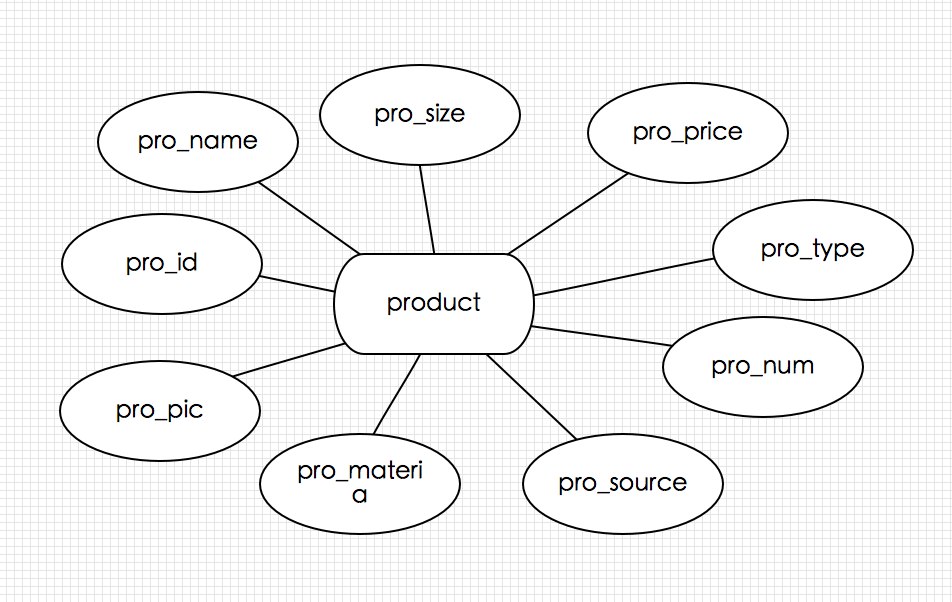 pro_size
pro_price
pro_name
pro_type
pro_id
product
pro_num
pro_pic
pro_materi
a
pro_source